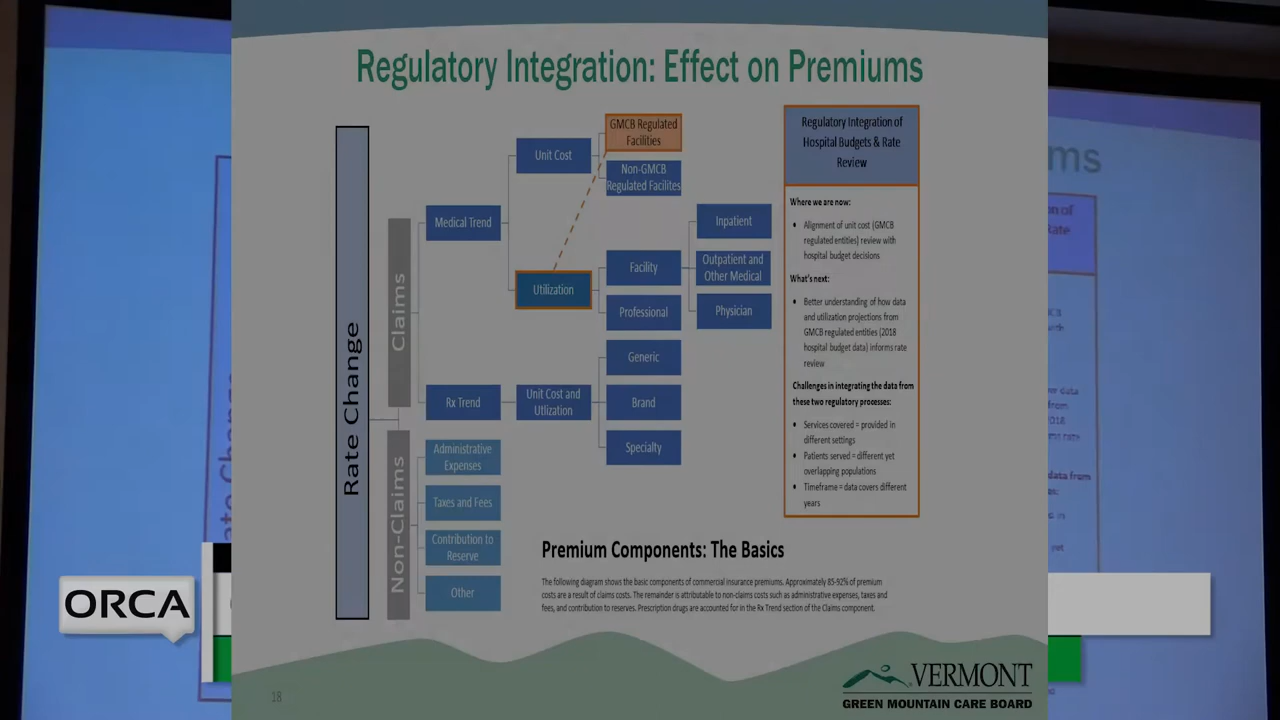 Regulatory Integration: Effect on Premiums
Rate Change
Claims
Non-Claims
Medical Trend
Rx Trend
Administrative
Expenses
Taxes and Fees
Contribution to
Reserve
Other
Unit Cost
Utilization
Unit Cost and
Utlization
GMCB Regulated
Facilities
Non-GMCB
Regulated Facilites
Facility
Professional
Generic
Brand
Specialty
Inpatient
Outpatient and
Other Medical
Physician
Regulatory Integration of
Hospital Budgets & Rate
Review
Where we are now:
• Alignment of unit cost (GMCB
regulated entities) review with
hospital budget decisions
What's next:
• Better understanding of how data
and utilization projections from
GMCB regulated entities (2018
hospital budget data) informs rate
review
Challenges in integrating the data from
these two regulatory processes:
• Services covered = provided in
different settings
• Patients served = different yet
overlapping populations
• Timeframe = data covers different
years
Premium Components: The Basics
The following diagram shows the basic components of commercial insurance premiums. Approximately 85-92% of premium
costs are a result of claims costs. The remainder is attributable to non-claims costs such as administrative expenses, taxes and
fees, and contribution to reserves. Prescription drugs are accounted for in the Rx Trend section of the Claims component.
18
VERMONT
GREEN MOUNTAIN CARE BOARD
ORCA